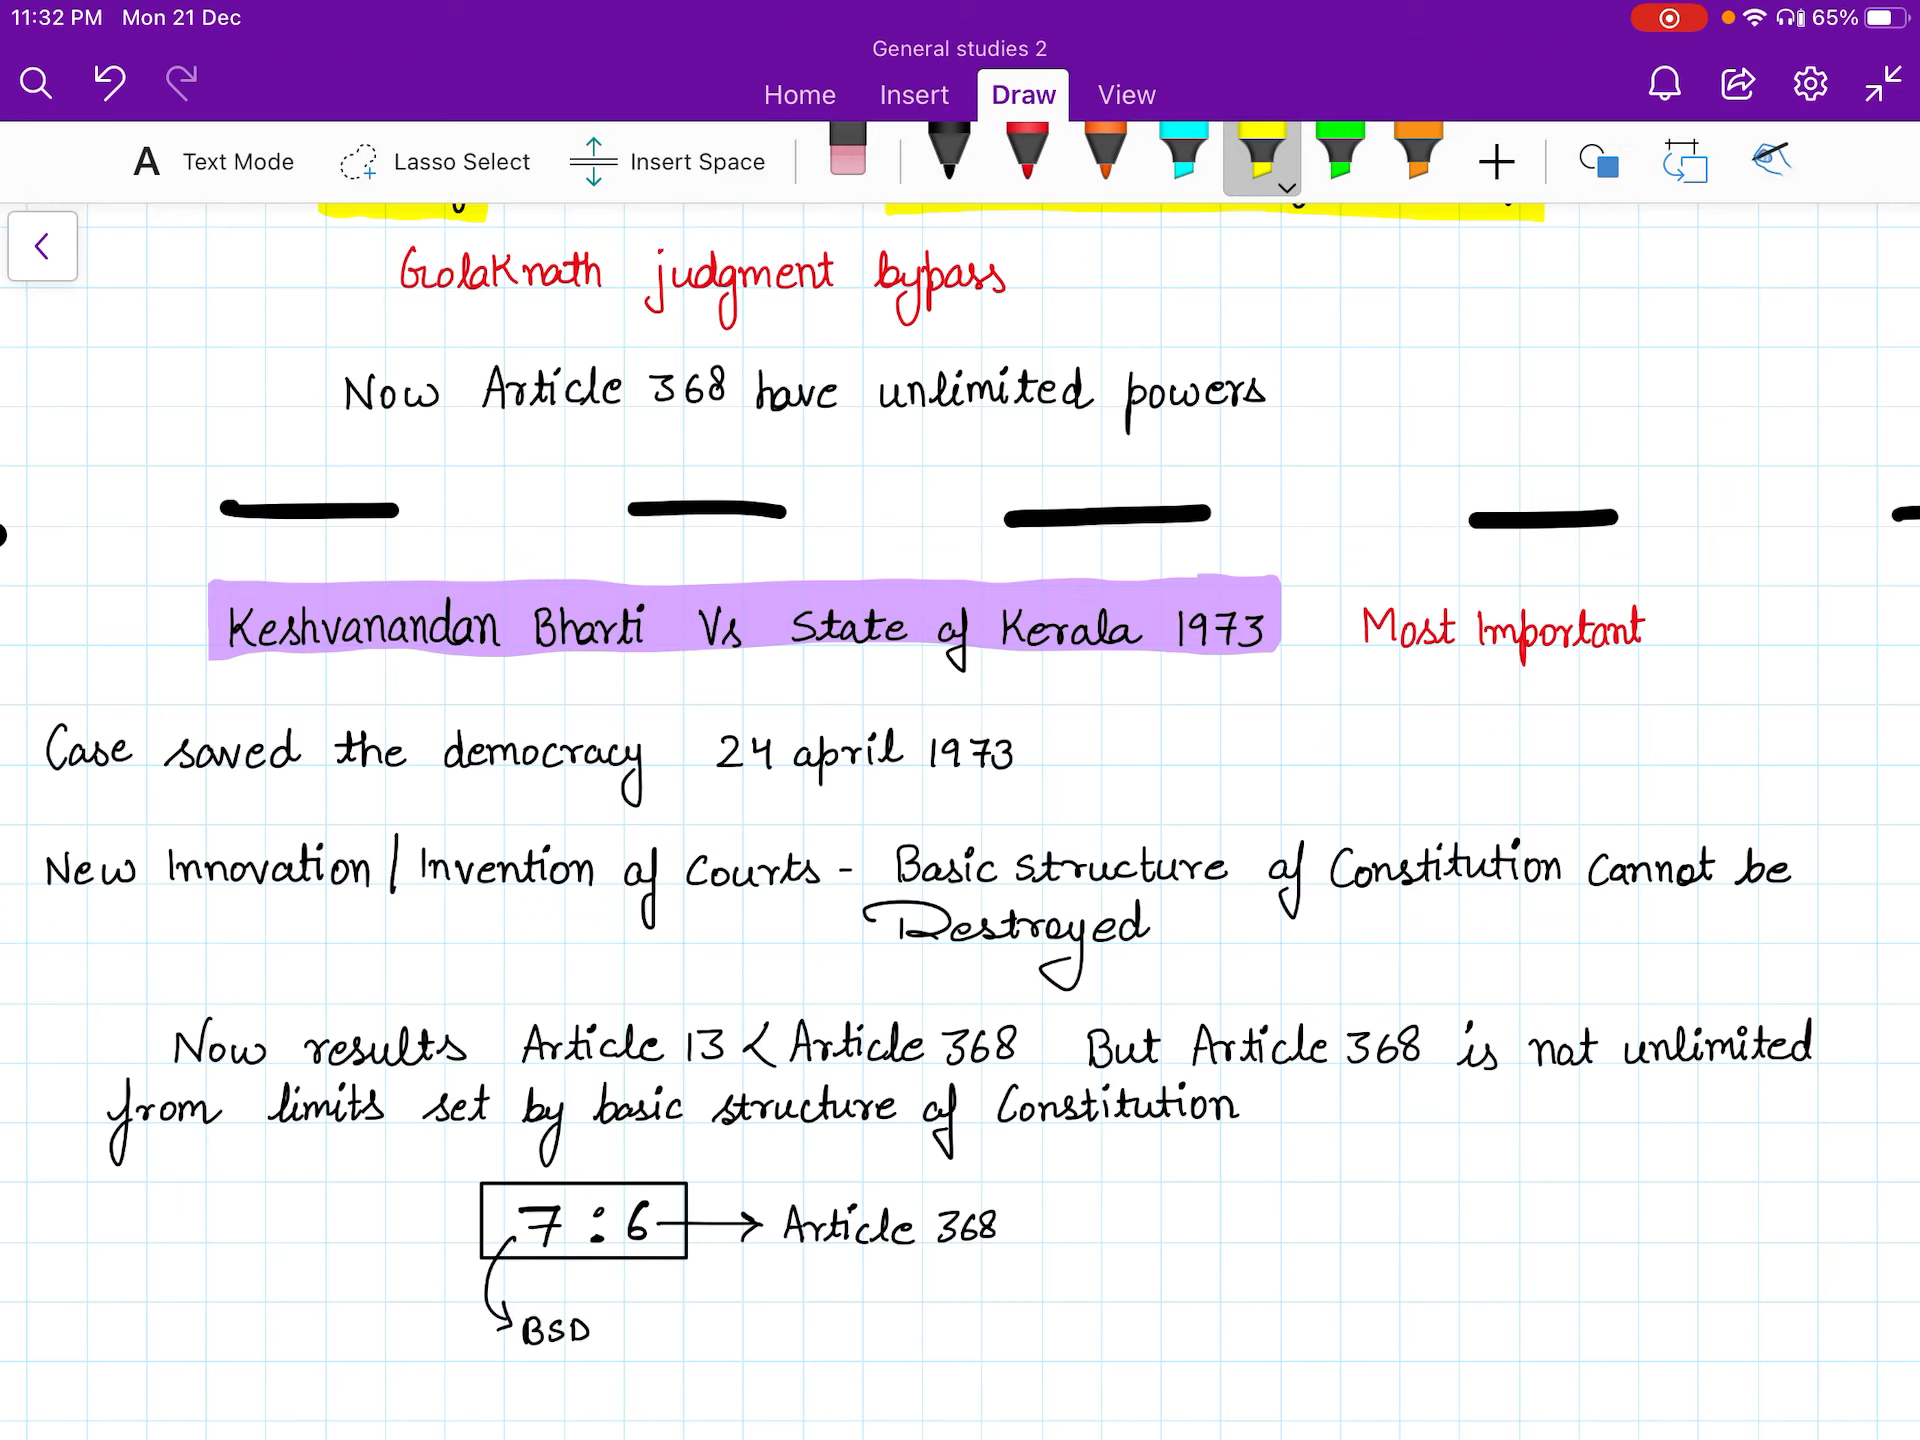 11:32 PM Mon 21 Dec
65%
General studies 2
Home Insert Draw View
A Text Mode Lasso Select Insert Space
Golaknath judgment bypass
Now Article 368 have unlimited powers
Keshvanandan Bharti Vs State of Kerala 1973 Most Important
Case saved the democracy 24 april 1973
New Innovation / Invention of Courts - Basic structure of Constitution Cannot be
Destroyed
Now results Article 13 < Article 368 But Article 368 is not unlimited
from limits set by basic structure of Constitution
7 : 6 → Article 368
BSD